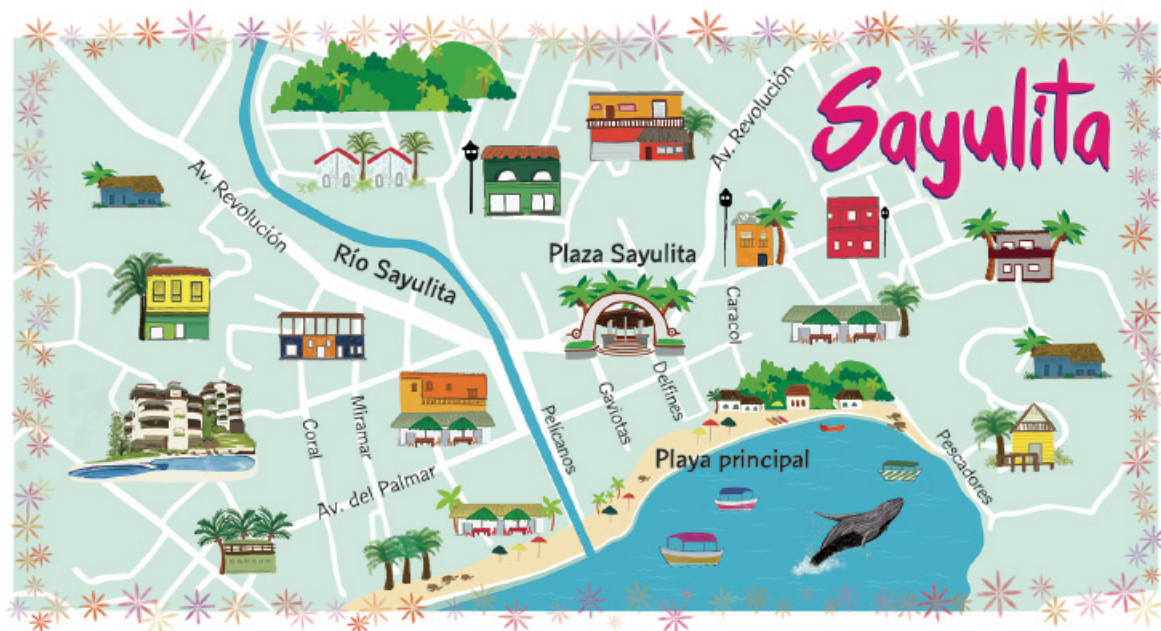 Sayulita
Av. Revolución
Av. Revolución
Río Sayulita
Plaza Sayulita
Caracol
Delfines
Gaviotas
Pelícanos
Miramar
Coral
Av. del Palmar
Playa principal
Pescadores